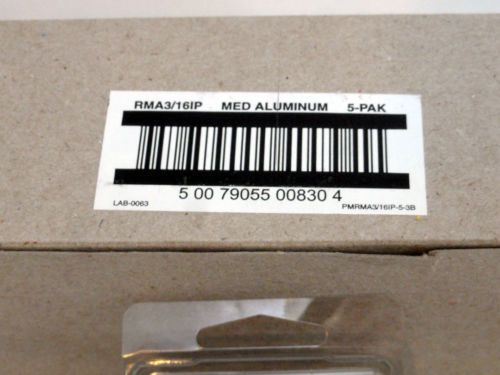 RMA3/16IP MED ALUMINUM 5-PAK
5 00 79055 00830 4
LAB-0063 PMRMA3/16IP-5-3B